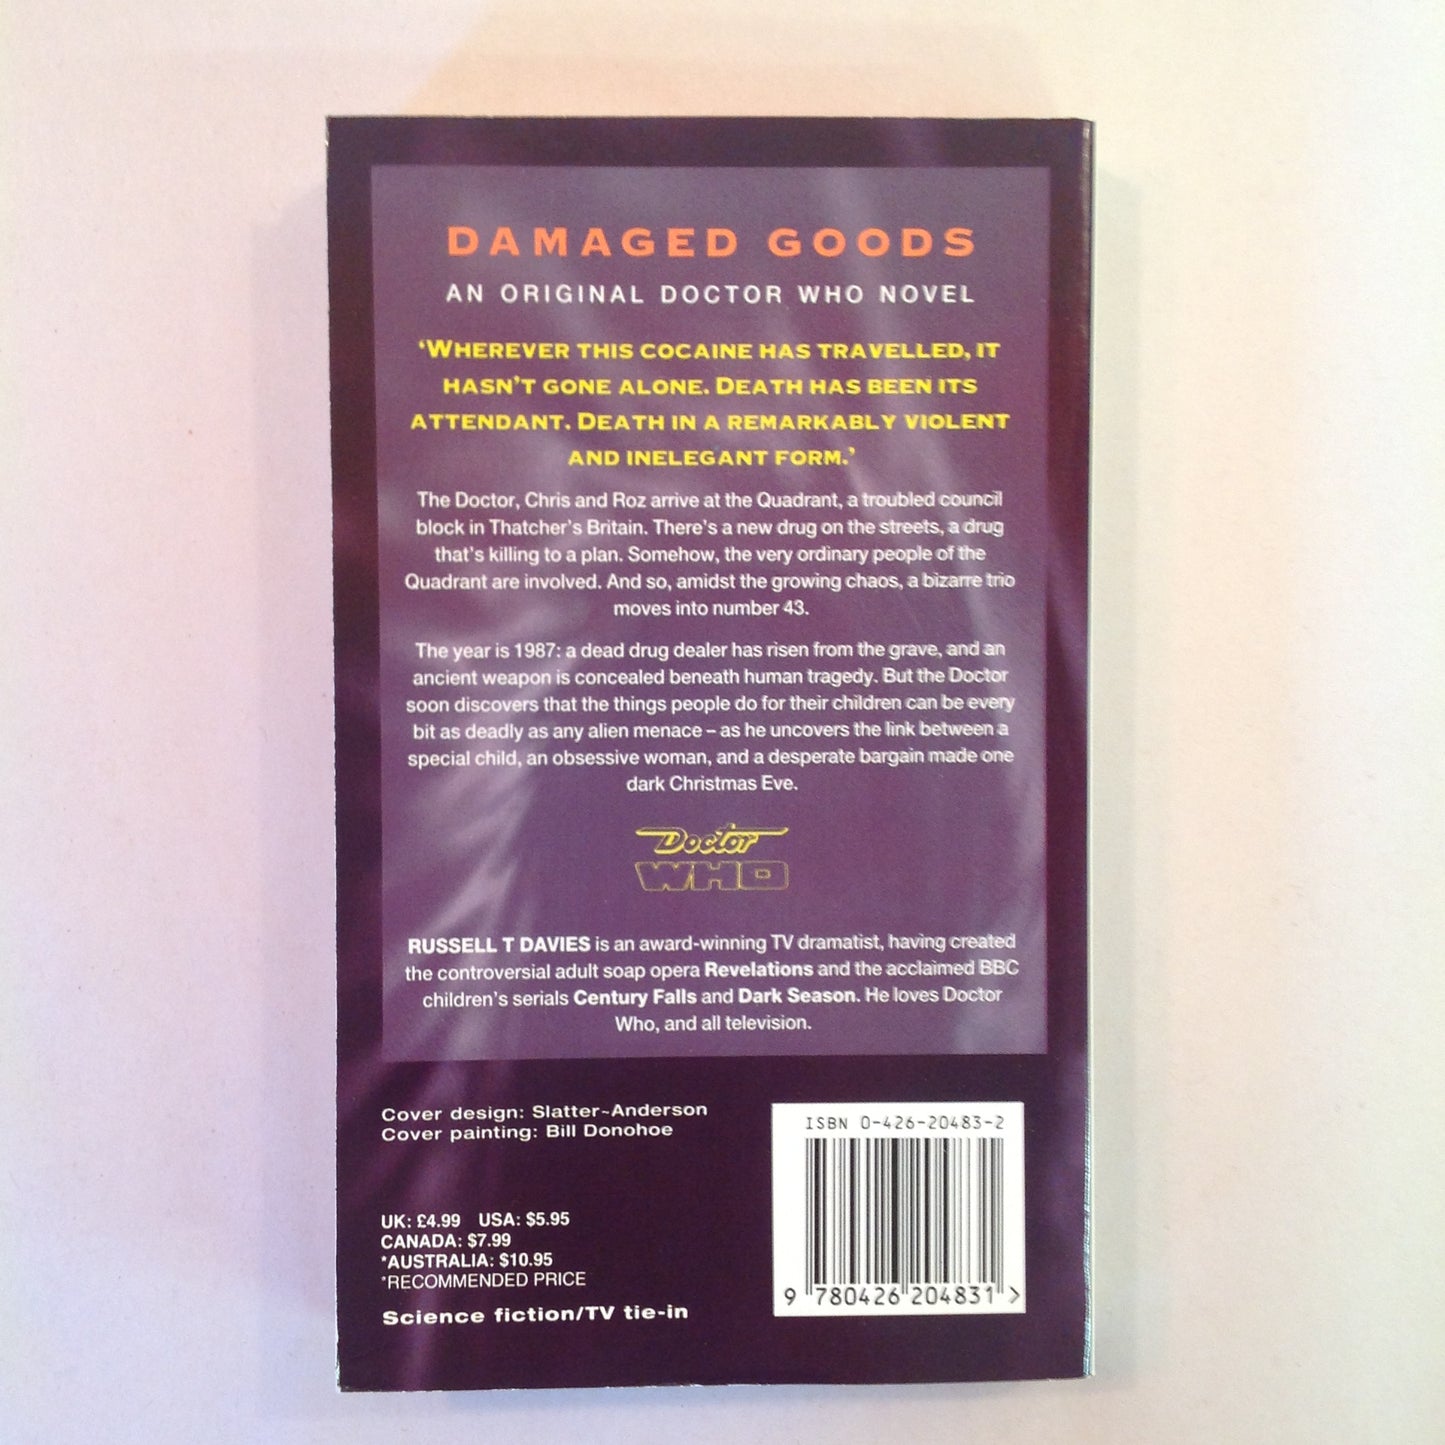 DAMAGED GOODS
AN ORIGINAL DOCTOR WHO NOVEL
‘WHEREVER THIS COCAINE HAS TRAVELLED, IT
HASN’T GONE ALONE. DEATH HAS BEEN ITS
ATTENDANT. DEATH IN A REMARKABLY VIOLENT
AND INELEGANT FORM.’
The Doctor, Chris and Roz arrive at the Quadrant, a troubled council
block in Thatcher’s Britain. There’s a new drug on the streets, a drug
that’s killing to a plan. Somehow, the very ordinary people of the
Quadrant are involved. And so, amidst the growing chaos, a bizarre trio
moves into number 43.
The year is 1987: a dead drug dealer has risen from the grave, and an
ancient weapon is concealed beneath human tragedy. But the Doctor
soon discovers that the things people do for their children can be every
bit as deadly as any alien menace – as he uncovers the link between a
special child, an obsessive woman, and a desperate bargain made one
dark Christmas Eve.
Doctor
WHO
RUSSELL T DAVIES is an award-winning TV dramatist, having created
the controversial adult soap opera Revelations and the acclaimed BBC
children’s serials Century Falls and Dark Season. He loves Doctor
Who, and all television.
Cover design: Slatter~Anderson
Cover painting: Bill Donohoe
UK: £4.99 USA: $5.95
CANADA: $7.99
*AUSTRALIA: $10.95
*RECOMMENDED PRICE
Science fiction/TV tie-in
ISBN 0-426-20483-2
9 780426 204831 >